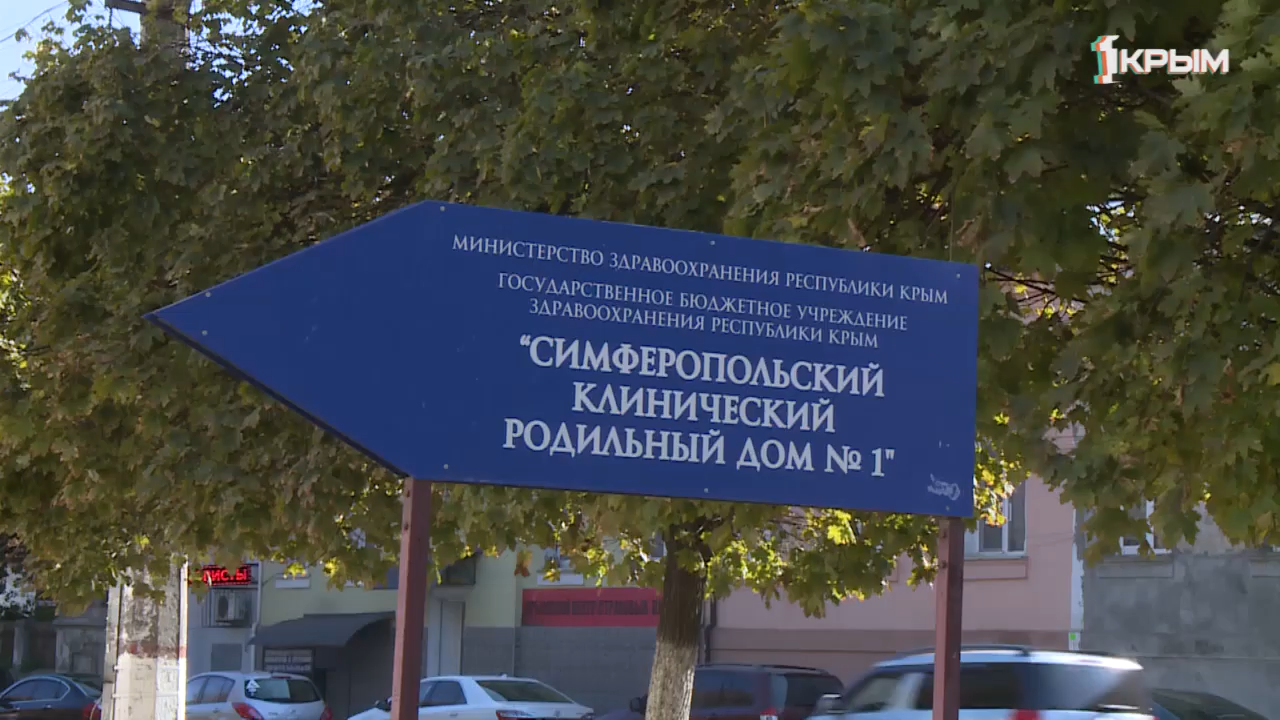 1КРЫМ
МИНИСТЕРСТВО ЗДРАВООХРАНЕНИЯ РЕСПУБЛИКИ КРЫМ
ГОСУДАРСТВЕННОЕ БЮДЖЕТНОЕ УЧРЕЖДЕНИЕ
ЗДРАВООХРАНЕНИЯ РЕСПУБЛИКИ КРЫМ
“СИМФЕРОПОЛЬСКИЙ
КЛИНИЧЕСКИЙ
РОДИЛЬНЫЙ ДОМ № 1"